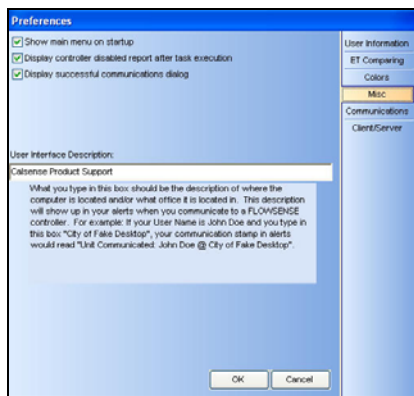 Preferences
Show main menu on startup
Display controller disabled report after task execution
Display successful communications dialog
User Interface Description:
Calsense Product Support
What you type in this box should be the description of where the
computer is located and/or what office it is located in. This description
will show up in your alerts when you communicate to a FLOWSENSE
controller. For example: If your User Name is John Doe and you type in
this box "City of Fake Desktop", your communication stamp in alerts
would read "Unit Communicated: John Doe @ City of Fake Desktop".
OK
Cancel
User Information
ET Comparing
Colors
Misc
Communications
Client/Server